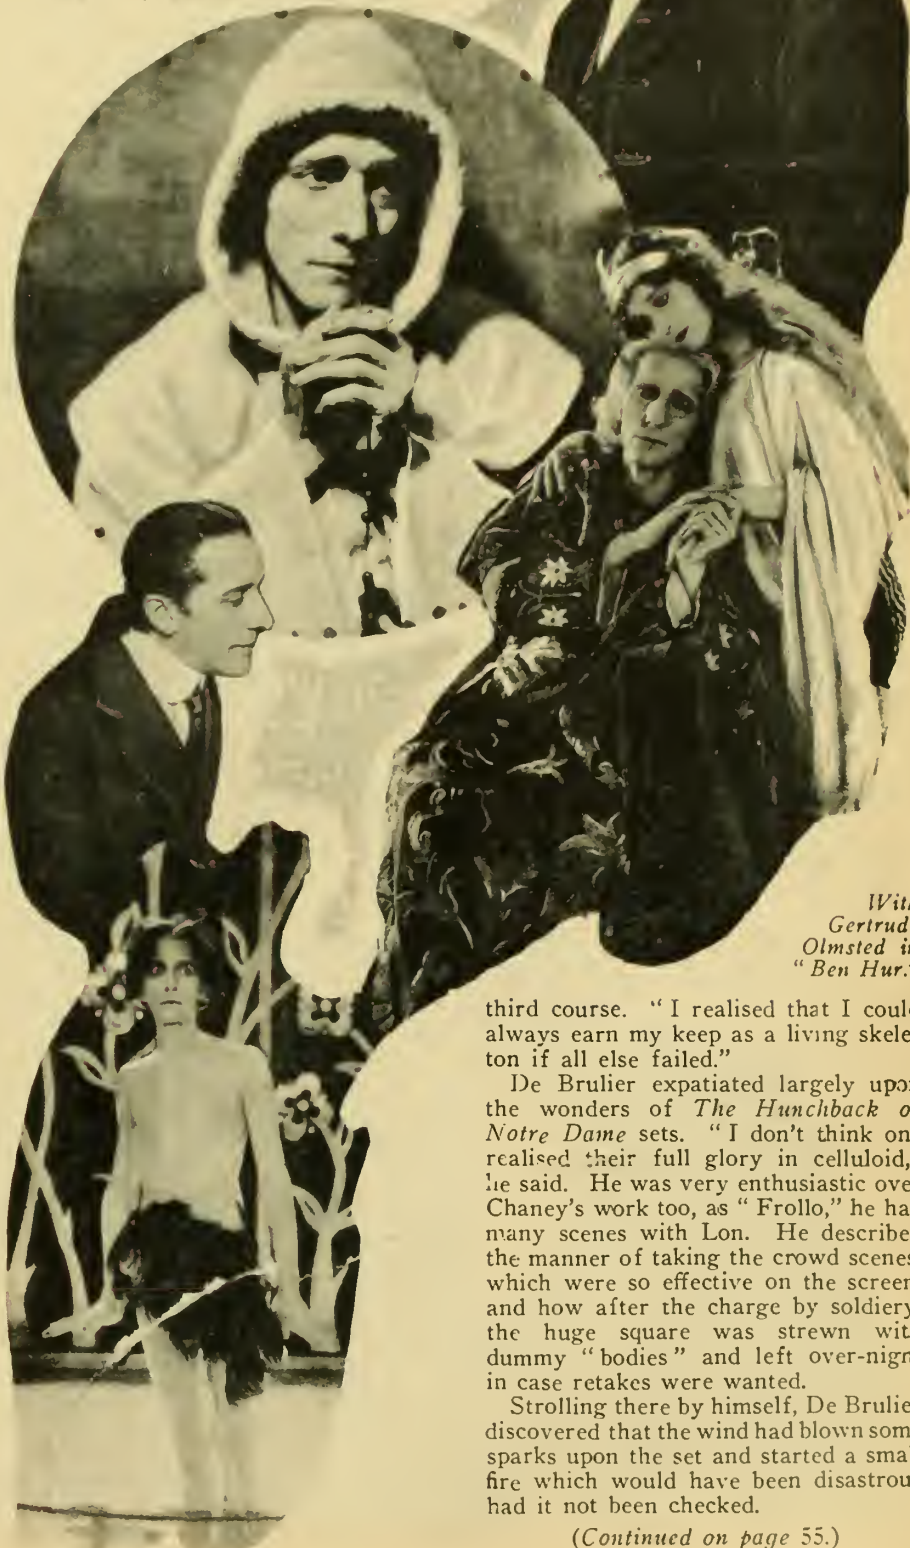 With
Gertrud
Olmsted i
"Ben Hur."
third course. "I realised that I coul
always earn my keep as a living skele
ton if all else failed."
De Brulier expatiated largely upo
the wonders of The Hunchback o
Notre Dame sets. "I don't think on
realised their full glory in celluloid,
he said. He was very enthusiastic ove
Chaney's work too, as "Frollo," he ha
many scenes with Lon. He describe
the manner of taking the crowd scenes
which were so effective on the screen
and how after the charge by soldiery
the huge square was strewn wit
dummy "bodies" and left over-nigh
in case retakes were wanted.
Strolling there by himself, De Brulie
discovered that the wind had blown som
sparks upon the set and started a smal
fire which would have been disastrou
had it not been checked.
(Continued on page 55.)